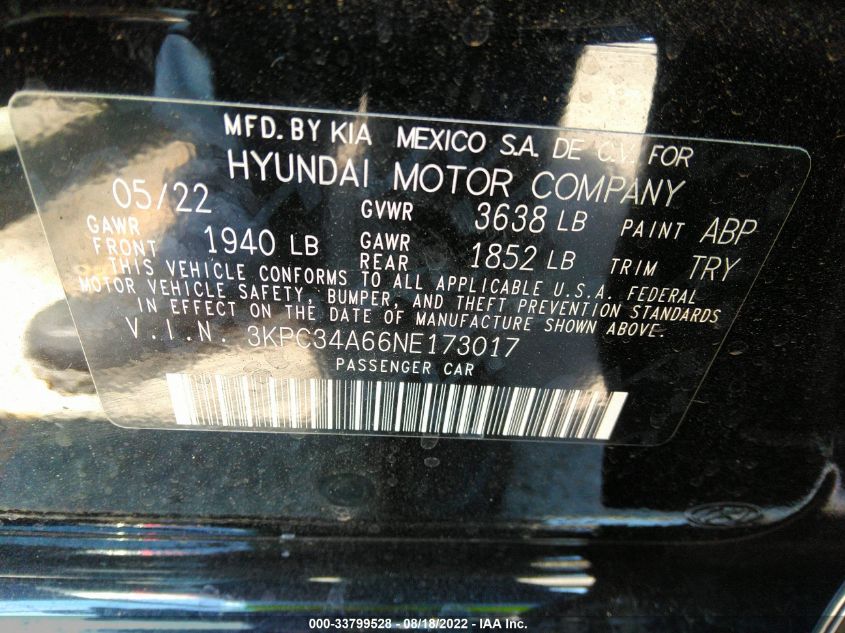 MFD. BY KIA MEXICO S.A. DE C.V. FOR
HYUNDAI MOTOR COMPANY
05/22 GVWR 3638 LB PAINT ABP
GAWR FRONT 1940 LB GAWR REAR 1852 LB TRIM TRY
THIS VEHICLE CONFORMS TO ALL APPLICABLE U.S.A. FEDERAL
MOTOR VEHICLE SAFETY, BUMPER, AND THEFT PREVENTION STANDARDS
IN EFFECT ON THE DATE OF MANUFACTURE SHOWN ABOVE.
V.I.N. 3KPC34A66NE173017
PASSENGER CAR
000-33799528 - 08/18/2022 - IAA Inc.